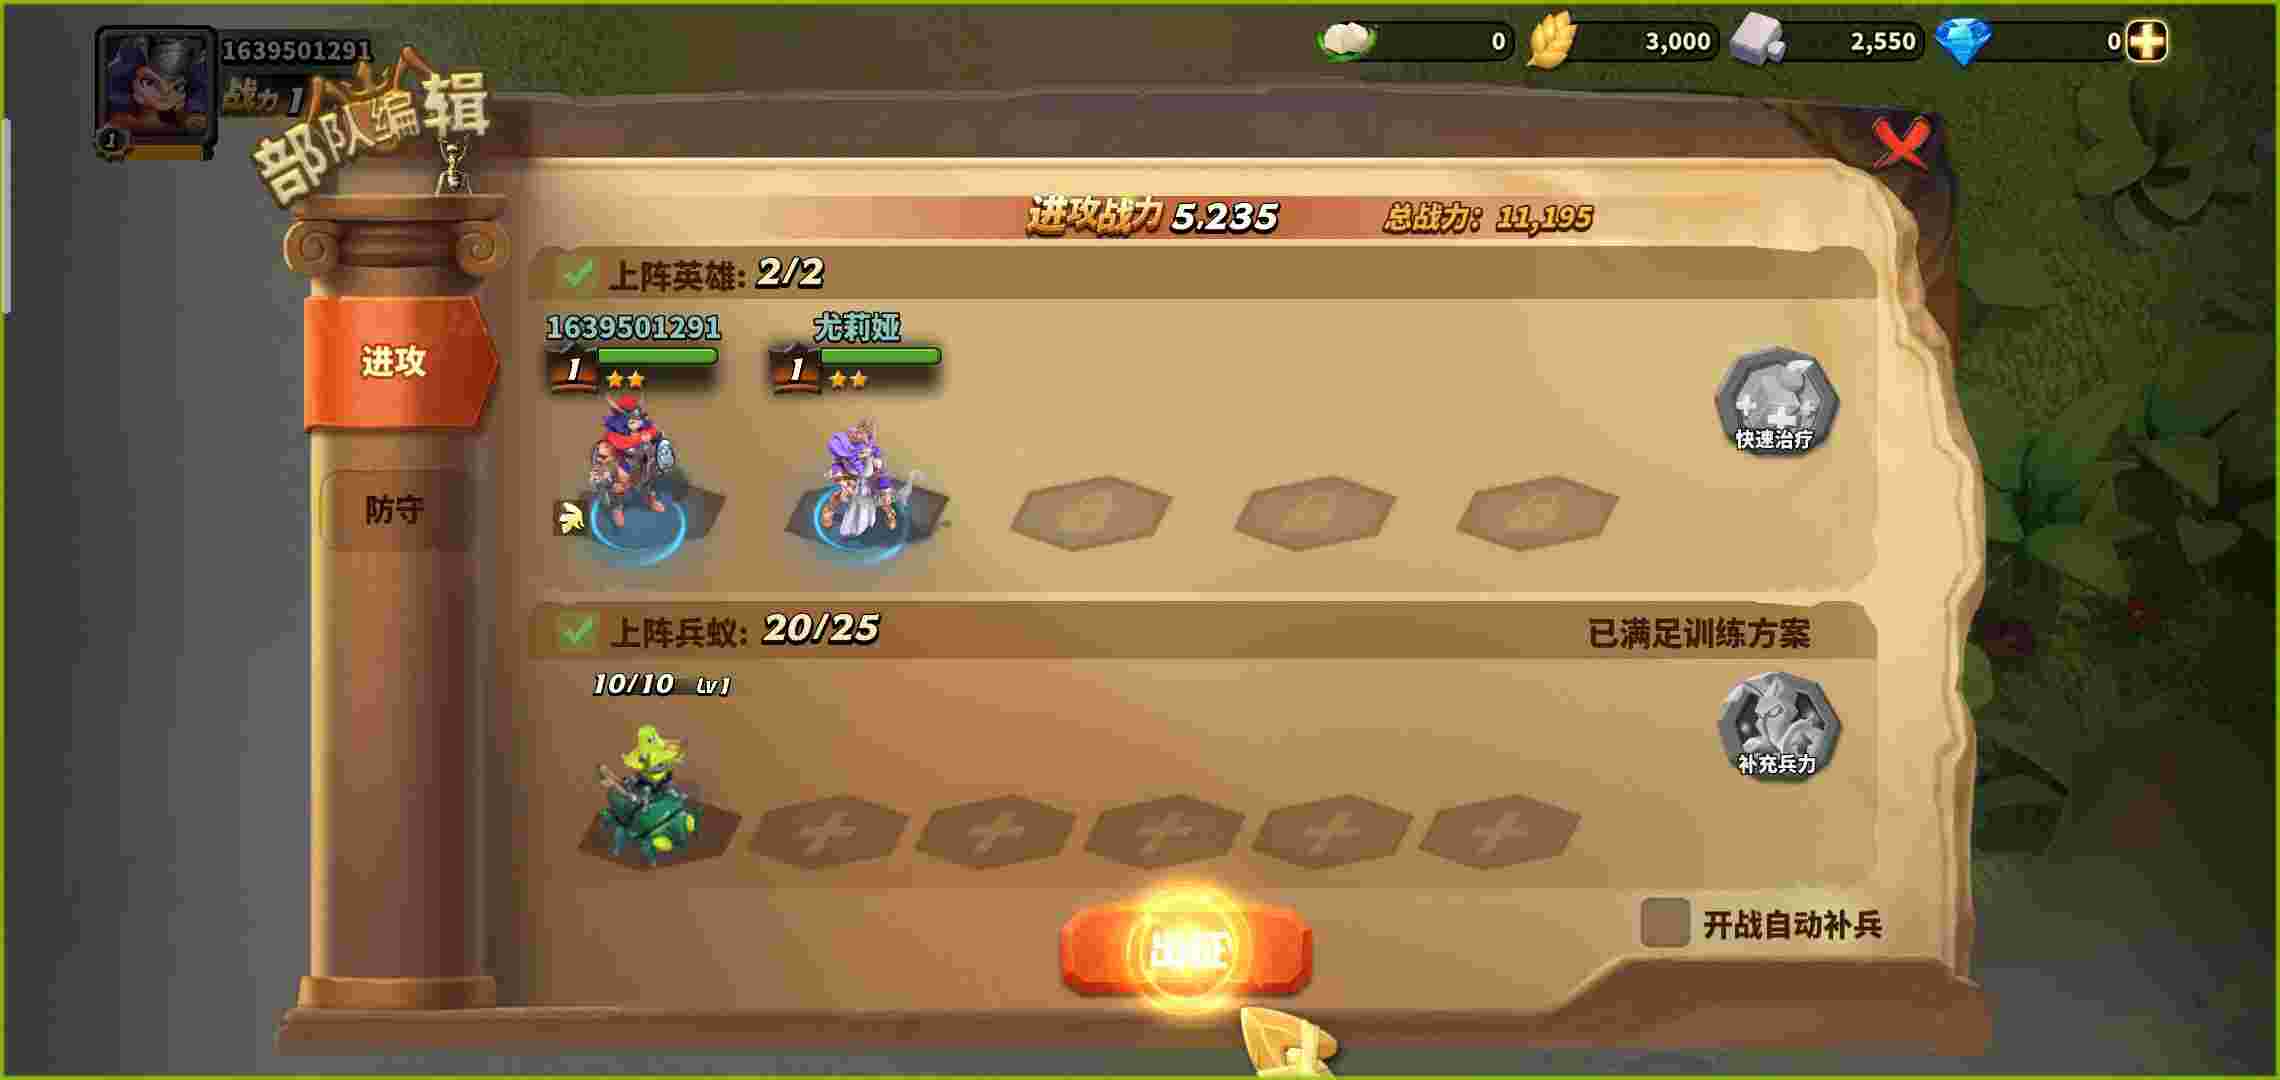 1639501291
战力 1
1
0
3,000
2,550
0
部队编辑
进攻战力 5.235
总战力: 11,195
上阵英雄: 2/2
进攻
防守
1639501291
1
尤莉娅
1
快速治疗
上阵兵蚁: 20/25
已满足训练方案
10/10 Lv1
补充兵力
出征
开战自动补兵